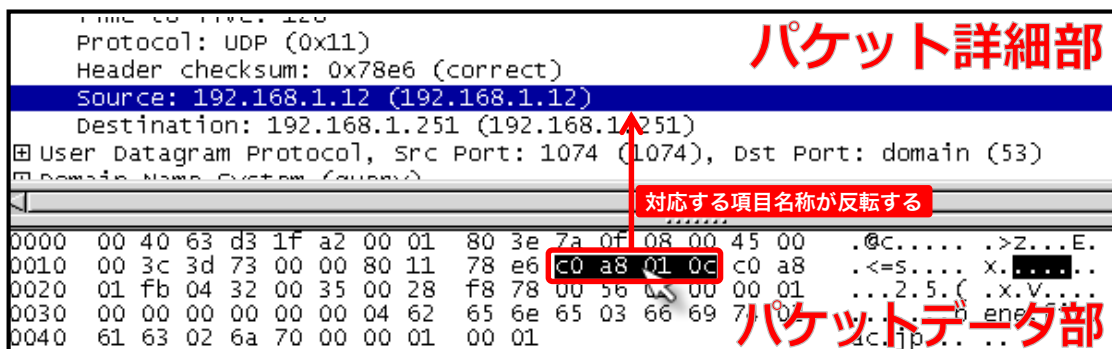 Protocol: UDP (0x11)
Header checksum: 0x78e6 (correct)
Source: 192.168.1.12 (192.168.1.12)
Destination: 192.168.1.251 (192.168.1.251)
User Datagram Protocol, Src Port: 1074 (1074), Dst Port: domain (53)
Domain Name System (query)
パケット詳細部
対応する項目名称が反転する
0000 00 40 63 d3 1f a2 00 01 80 3e 7a 0f 08 00 45 00 .@c..... .>z...E.
0010 00 3c 3d 73 00 00 80 11 78 e6 c0 a8 01 0c c0 a8 .<=s.... x.......
0020 01 fb 04 32 00 35 00 28 f8 78 00 56 00 00 01 ...2.5.( .x.V....
0030 00 00 00 00 00 00 04 62 65 6e 65 03 66 69
0040 61 63 02 6a 70 00 00 01 00 01 ac.jp...
パケットデータ部